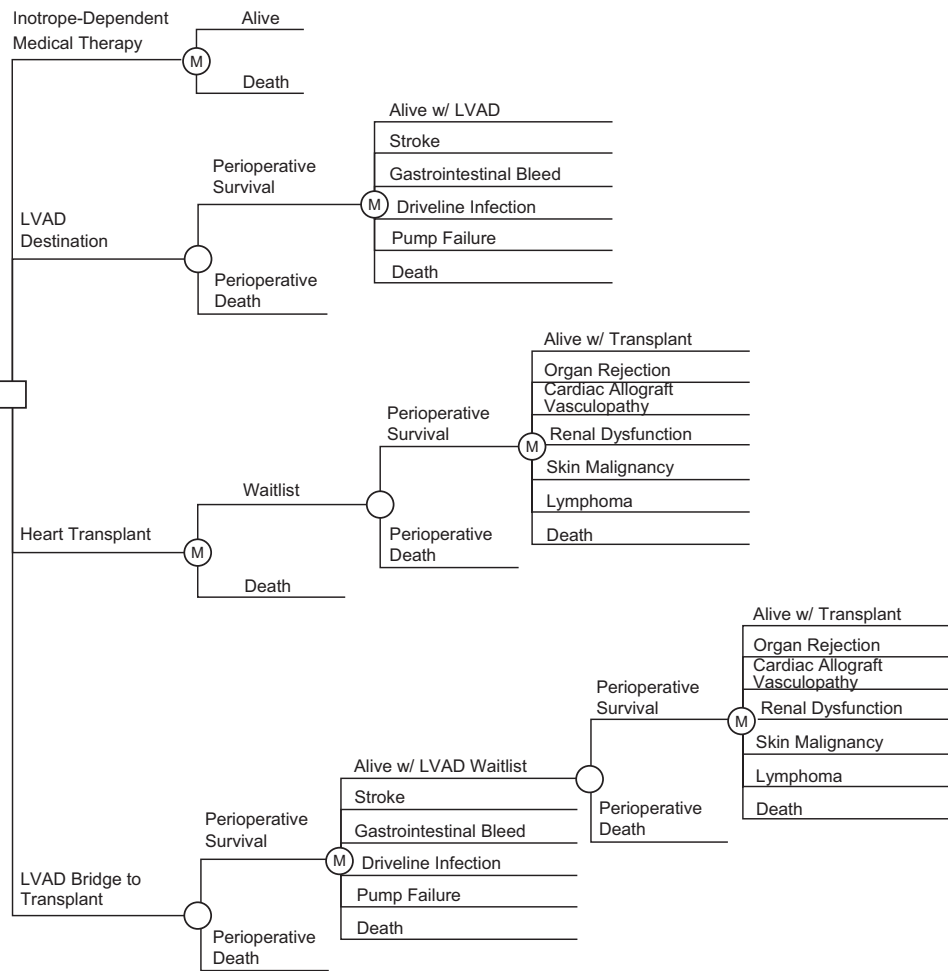 Inotrope-Dependent
Medical Therapy
M
Alive
Death
LVAD
Destination
Perioperative
Survival
Perioperative
Death
M
Alive w/ LVAD
Stroke
Gastrointestinal Bleed
Driveline Infection
Pump Failure
Death
Heart Transplant
M
Waitlist
Death
Perioperative
Survival
Perioperative
Death
M
Alive w/ Transplant
Organ Rejection
Cardiac Allograft
Vasculopathy
Renal Dysfunction
Skin Malignancy
Lymphoma
Death
LVAD Bridge to
Transplant
Perioperative
Survival
Perioperative
Death
M
Alive w/ LVAD Waitlist
Stroke
Gastrointestinal Bleed
Driveline Infection
Pump Failure
Death
Perioperative
Survival
Perioperative
Death
M
Alive w/ Transplant
Organ Rejection
Cardiac Allograft
Vasculopathy
Renal Dysfunction
Skin Malignancy
Lymphoma
Death